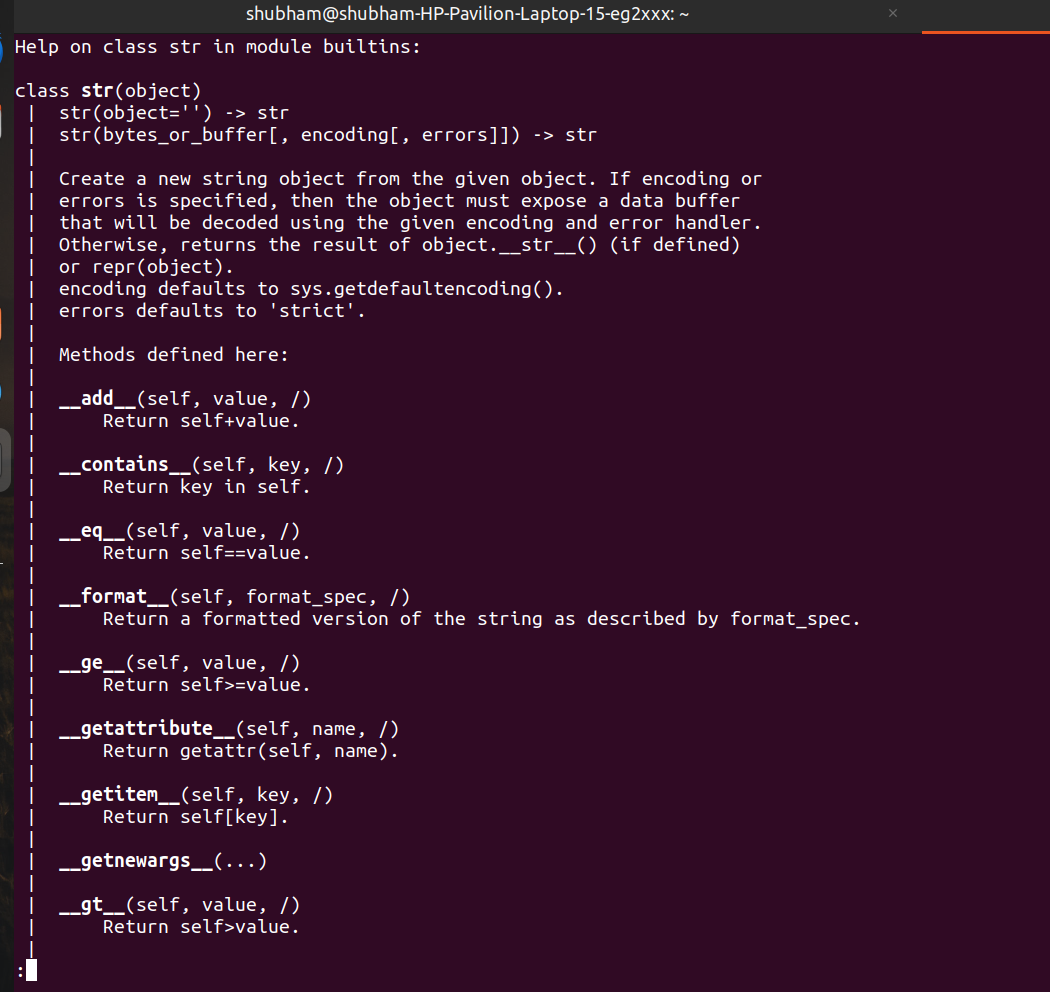 shubham@shubham-HP-Pavilion-Laptop-15-eg2xxx: ~
Help on class str in module builtins:
class str(object)
 |  str(object='') -> str
 |  str(bytes_or_buffer[, encoding[, errors]]) -> str
 |
 |  Create a new string object from the given object. If encoding or
 |  errors is specified, then the object must expose a data buffer
 |  that will be decoded using the given encoding and error handler.
 |  Otherwise, returns the result of object.__str__() (if defined)
 |  or repr(object).
 |  encoding defaults to sys.getdefaultencoding().
 |  errors defaults to 'strict'.
 |
 |  Methods defined here:
 |
 |  __add__(self, value, /)
 |      Return self+value.
 |
 |  __contains__(self, key, /)
 |      Return key in self.
 |
 |  __eq__(self, value, /)
 |      Return self==value.
 |
 |  __format__(self, format_spec, /)
 |      Return a formatted version of the string as described by format_spec.
 |
 |  __ge__(self, value, /)
 |      Return self>=value.
 |
 |  __getattribute__(self, name, /)
 |      Return getattr(self, name).
 |
 |  __getitem__(self, key, /)
 |      Return self[key].
 |
 |  __getnewargs__(...)
 |
 |  __gt__(self, value, /)
 |      Return self>value.
 |
: